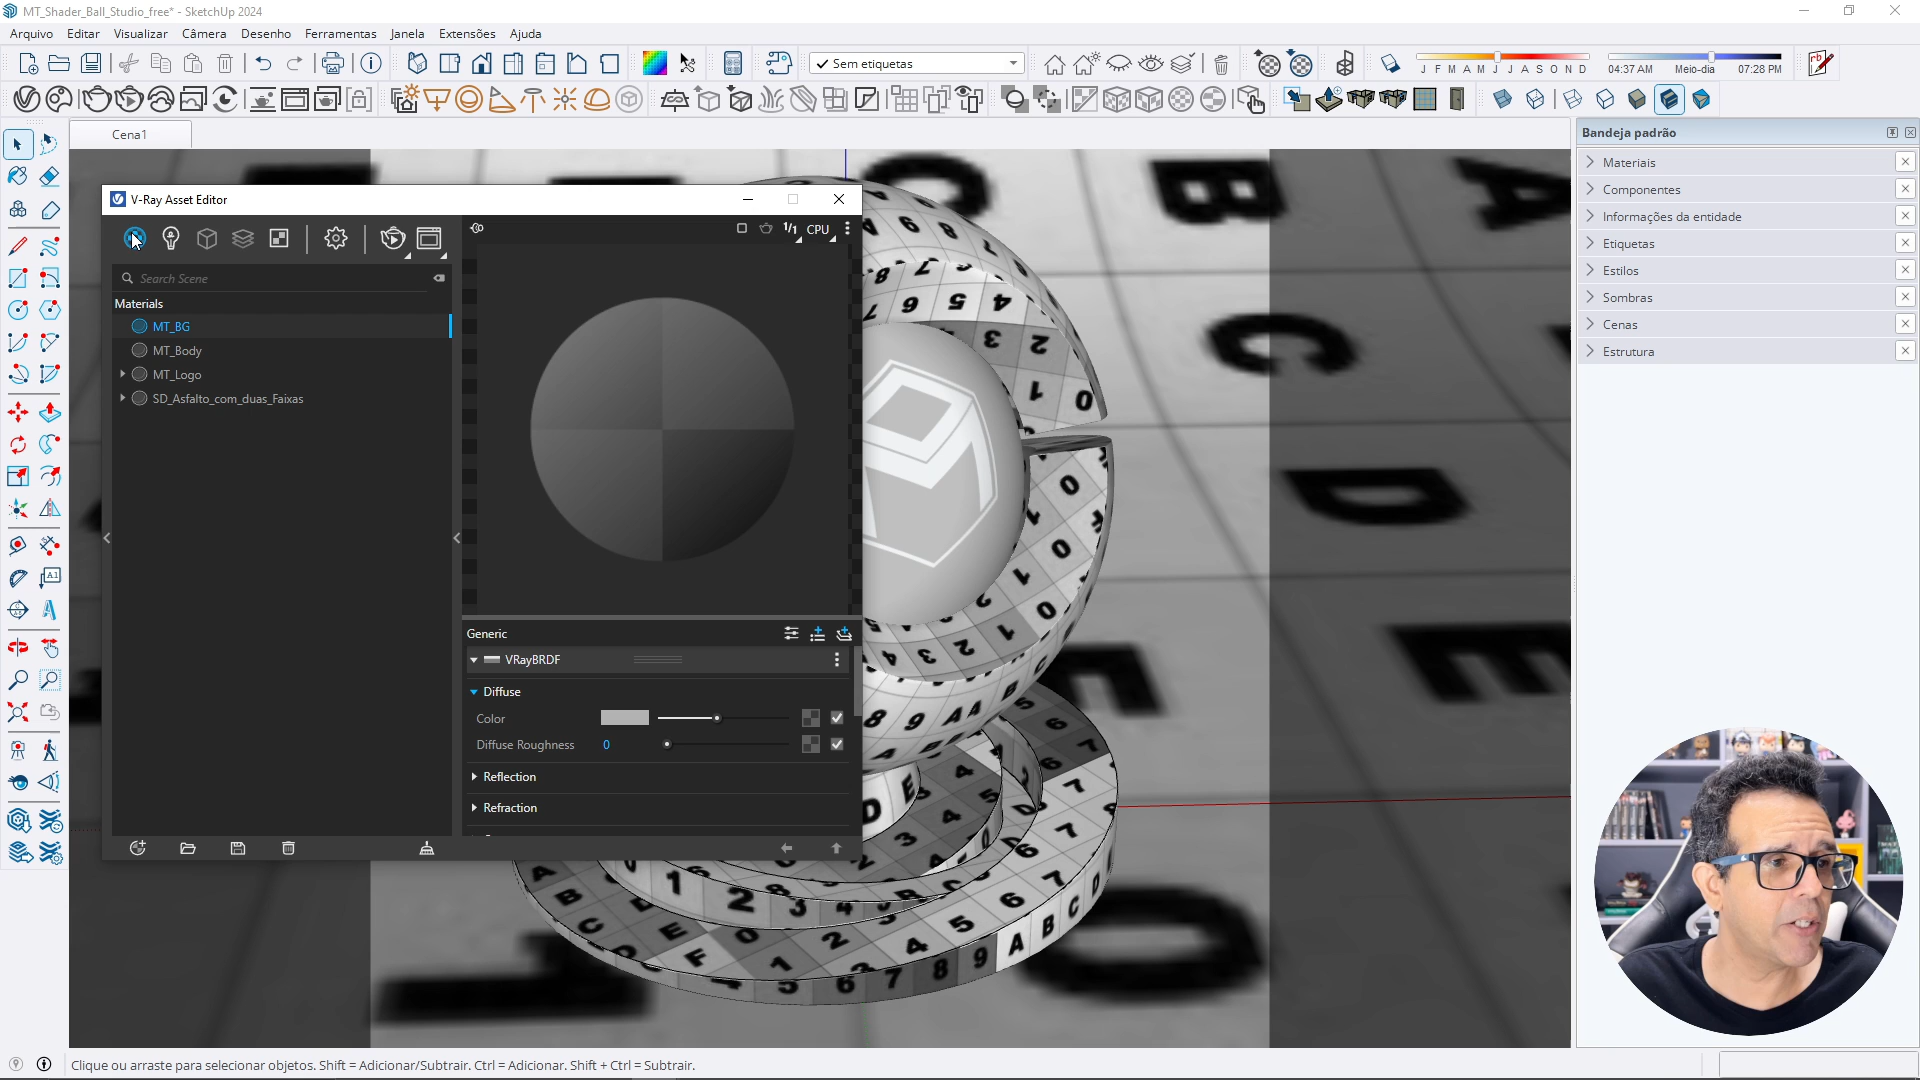 MT_Shader_Ball_Studio_free* - SketchUp 2024
Arquivo Editar Visualizar Câmera Desenho Ferramentas Janela Extensões Ajuda
Sem etiquetas
J F M A M J J A S O N D
04:37 AM Meio-dia 07:28 PM
Cena1
Bandeja padrão
Materiais
Componentes
Informações da entidade
Etiquetas
Estilos
Sombras
Cenas
Estrutura
V-Ray Asset Editor
1/1 CPU
Search Scene
Materials
MT_BG
MT_Body
MT_Logo
SD_Asfalto_com_duas_Faixas
Generic
VRayBRDF
Diffuse
Color
Diffuse Roughness 0
Reflection
Refraction
C B A
C
D
E
Clique ou arraste para selecionar objetos. Shift = Adicionar/Subtrair. Ctrl = Adicionar. Shift + Ctrl = Subtrair.